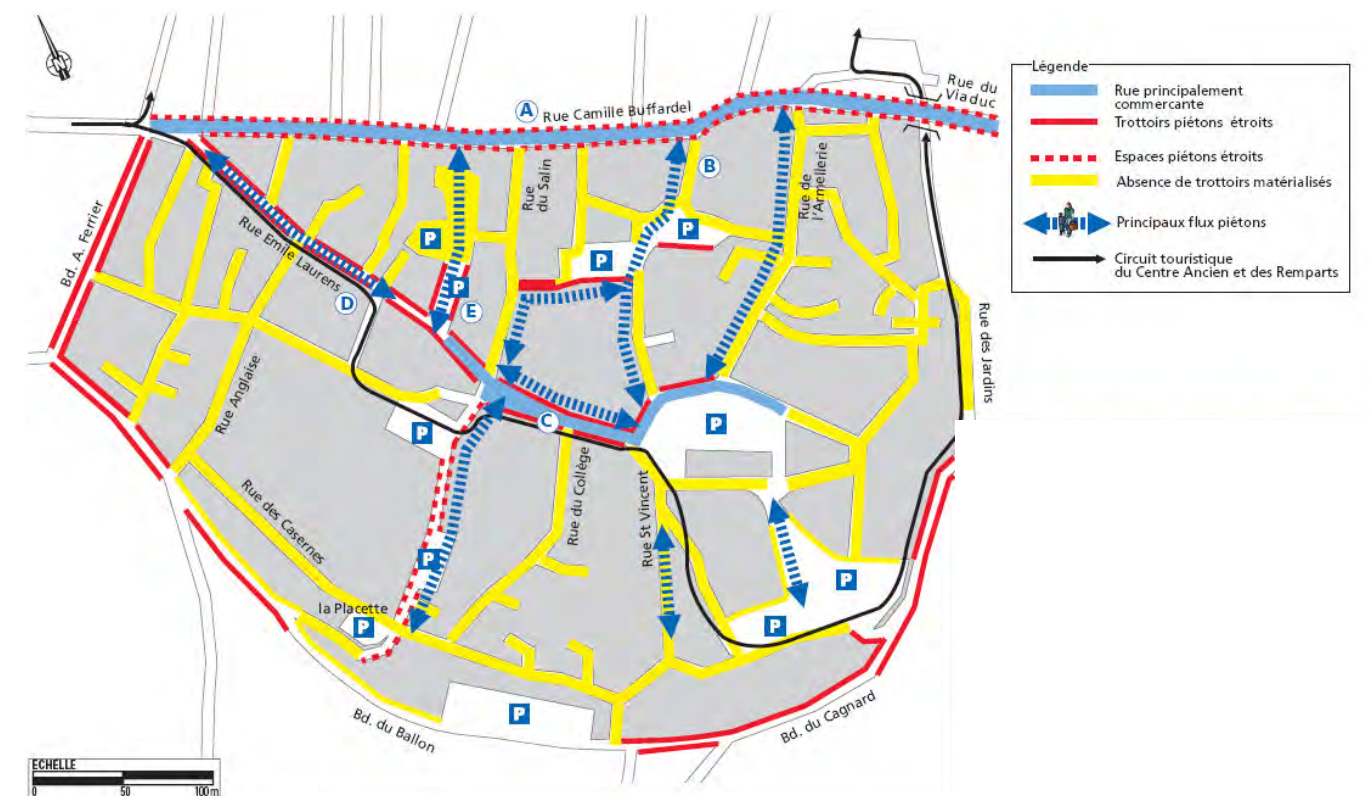 N
Rue du
Viaduc
A
Rue Camille Buffardel
Légende
Rue principalement
commercante
Trottoirs piétons étroits
Espaces piétons étroits
Absence de trottoirs matérialisés
Principaux flux piétons
Circuit touristique
du Centre Ancien et des Remparts
B
Rue
du Salin
Rue de
l'Armellerie
Bd. A. Ferrier
Rue Emile Laurens
P
P
P
P
D
E
Rue des Jardins
Rue Anglaise
C
P
P
Rue des Casernes
Rue du Collège
Rue St Vincent
P
P
la Placette
P
P
P
Bd. du Ballon
Bd. du Cagnard
ECHELLE
0 50 100m